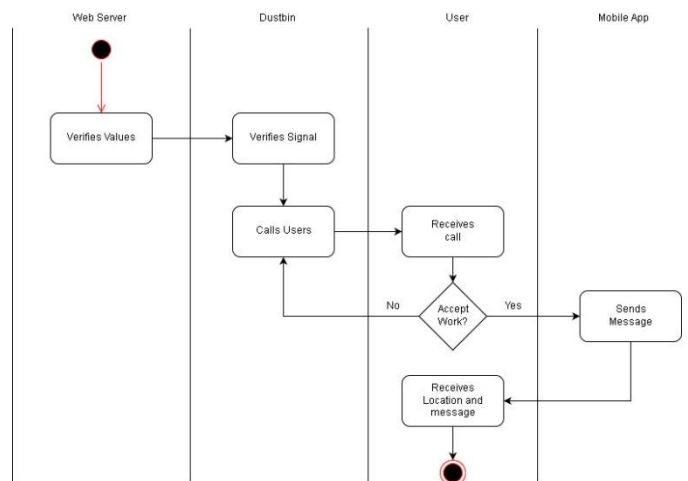 Web Server
Dustbin
User
Mobile App
Verifies Values
Verifies Signal
Calls Users
Receives
call
No
Accept
Work?
Yes
Sends
Message
Receives
Location and
message